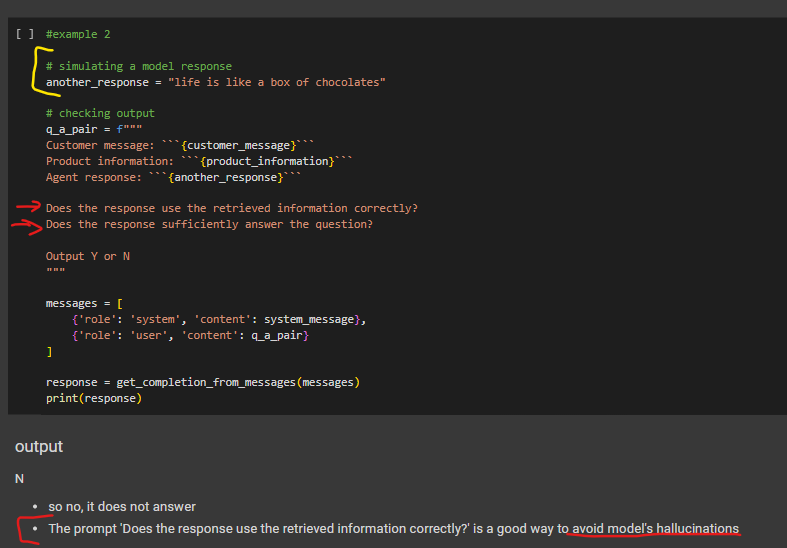 [ ] #example 2
# simulating a model response
another_response = "life is like a box of chocolates"
# checking output
q_a_pair = f"""
Customer message: ```{customer_message}```
Product information: ```{product_information}```
Agent response: ```{another_response}```
Does the response use the retrieved information correctly?
Does the response sufficiently answer the question?
Output Y or N
"""
messages = [
    {'role': 'system', 'content': system_message},
    {'role': 'user', 'content': q_a_pair}
]
response = get_completion_from_messages(messages)
print(response)
output
N
• so no, it does not answer
• The prompt 'Does the response use the retrieved information correctly?' is a good way to avoid model's hallucinations